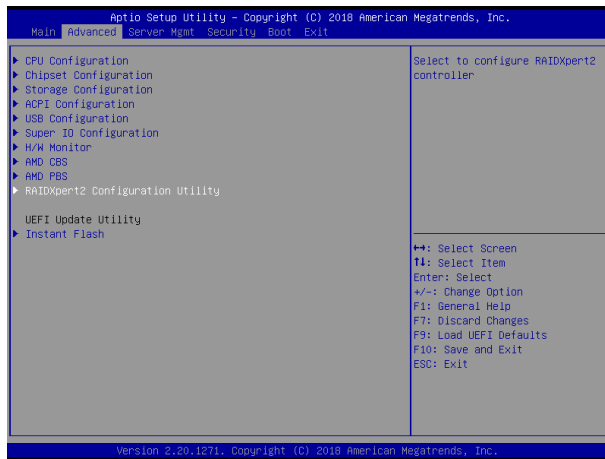 Aptio Setup Utility – Copyright (C) 2018 American Megatrends, Inc.
Main Advanced Server Mgmt Security Boot Exit
CPU Configuration
Chipset Configuration
Storage Configuration
ACPI Configuration
USB Configuration
Super IO Configuration
H/W Monitor
AMD CBS
AMD PBS
RAIDXpert2 Configuration Utility
UEFI Update Utility
Instant Flash
Select to configure RAIDXpert2
controller
↔: Select Screen
↑↓: Select Item
Enter: Select
+/-: Change Option
F1: General Help
F7: Discard Changes
F9: Load UEFI Defaults
F10: Save and Exit
ESC: Exit
Version 2.20.1271. Copyright (C) 2018 American Megatrends, Inc.